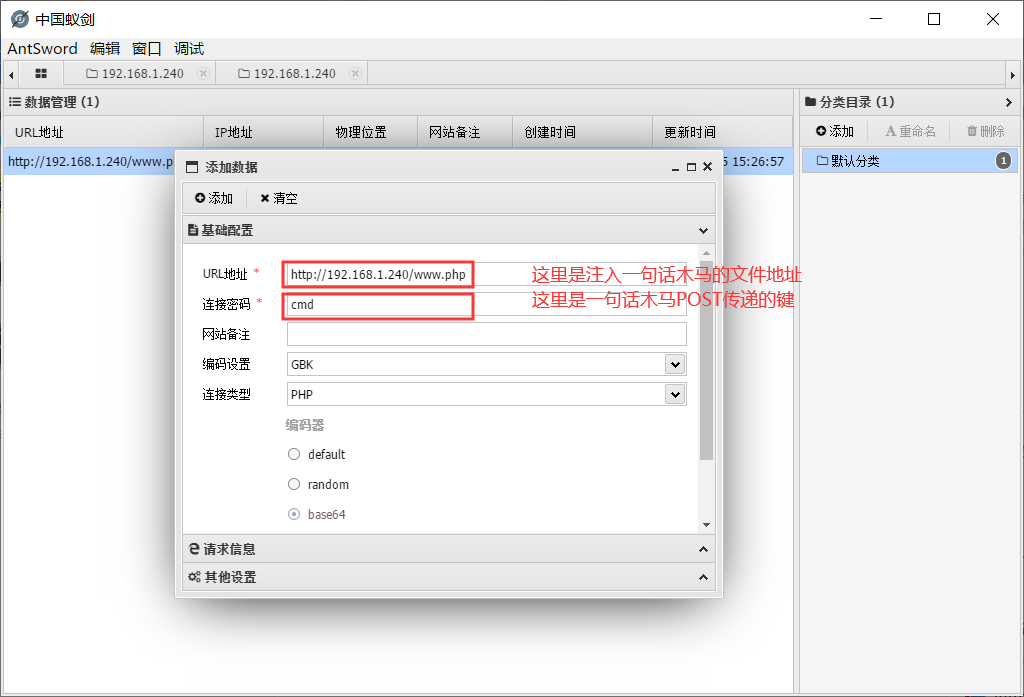 中国蚁剑
AntSword 编辑 窗口 调试
192.168.1.240 192.168.1.240
数据管理 (1)
URL地址 IP地址 物理位置 网站备注 创建时间 更新时间
http://192.168.1.240/www.p 15:26:57
分类目录 (1)
添加 重命名 删除
默认分类 1
添加数据
添加 清空
基础配置
URL地址 * http://192.168.1.240/www.php 这里是注入一句话木马的文件地址
连接密码 * cmd 这里是一句话木马POST传递的键
网站备注
编码设置 GBK
连接类型 PHP
编码器
default
random
base64
请求信息
其他设置